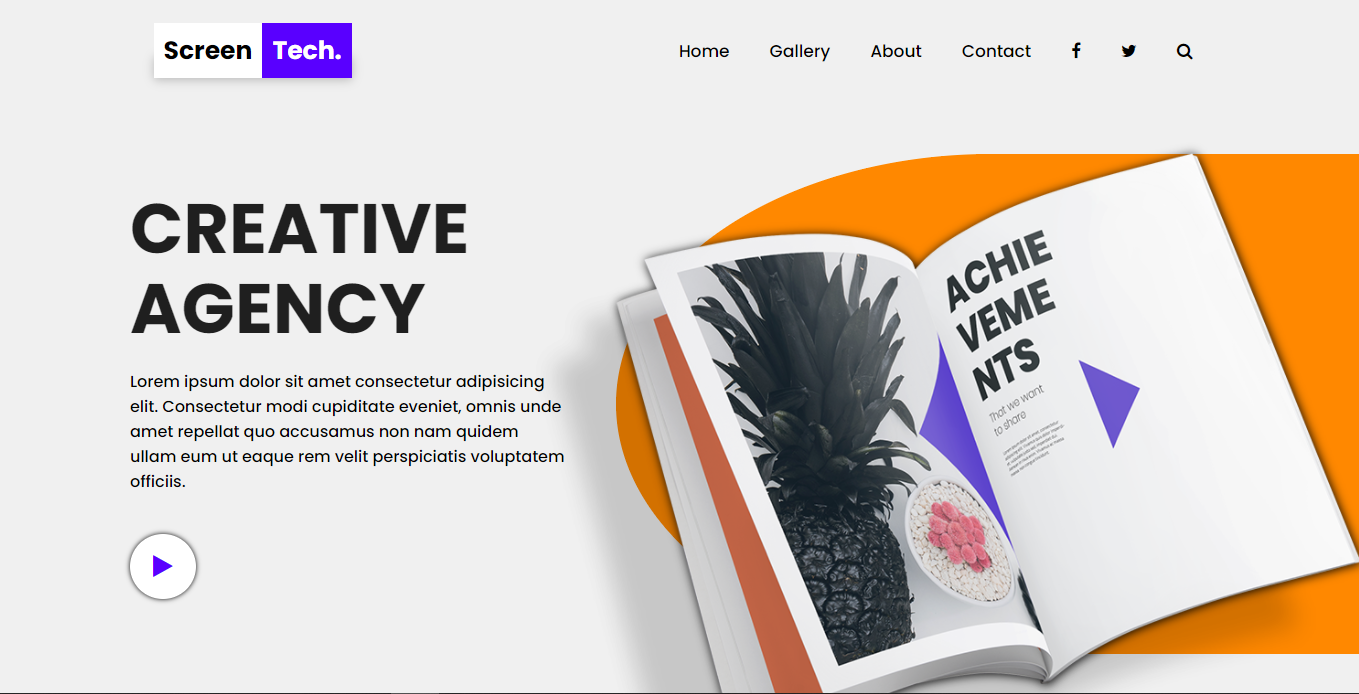 Screen Tech.
Home Gallery About Contact
CREATIVE
AGENCY
Lorem ipsum dolor sit amet consectetur adipisicing
elit. Consectetur modi cupiditate eveniet, omnis unde
amet repellat quo accusamus non nam quidem
ullam eum ut eaque rem velit perspiciatis voluptatem
officiis.
ACHIE
VEME
NTS
That we want
to share